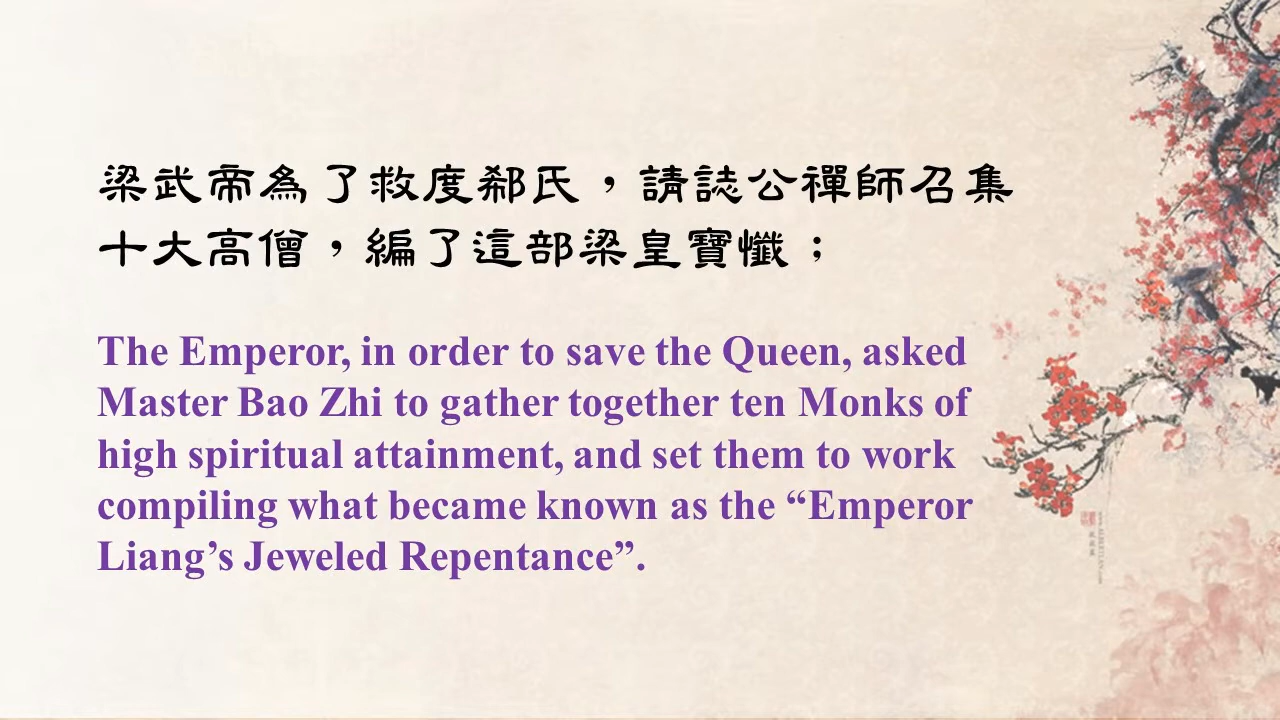 梁武帝為了救度郗氏，請誌公禪師召集
十大高僧，編了這部梁皇寶懺；
The Emperor, in order to save the Queen, asked
Master Bao Zhi to gather together ten Monks of
high spiritual attainment, and set them to work
compiling what became known as the “Emperor
Liang’s Jeweled Repentance”.